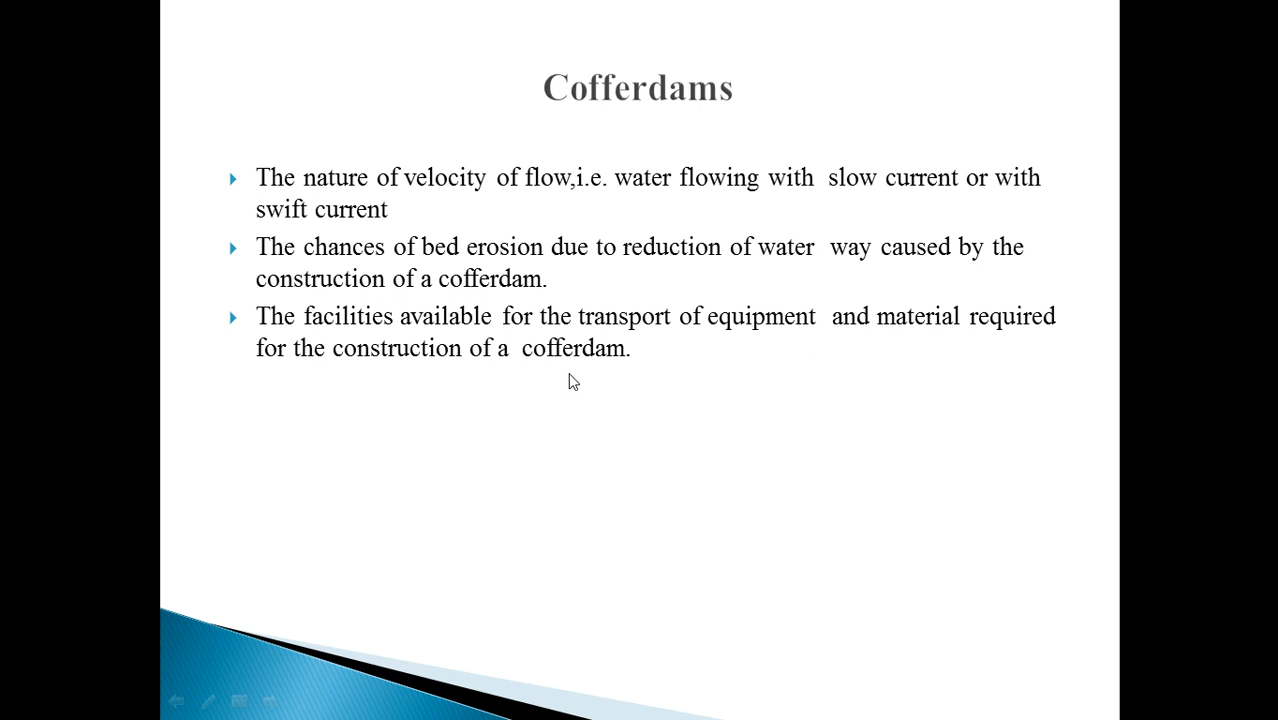 Cofferdams
The nature of velocity of flow,i.e. water flowing with slow current or with
swift current
The chances of bed erosion due to reduction of water way caused by the
construction of a cofferdam.
The facilities available for the transport of equipment and material required
for the construction of a cofferdam.